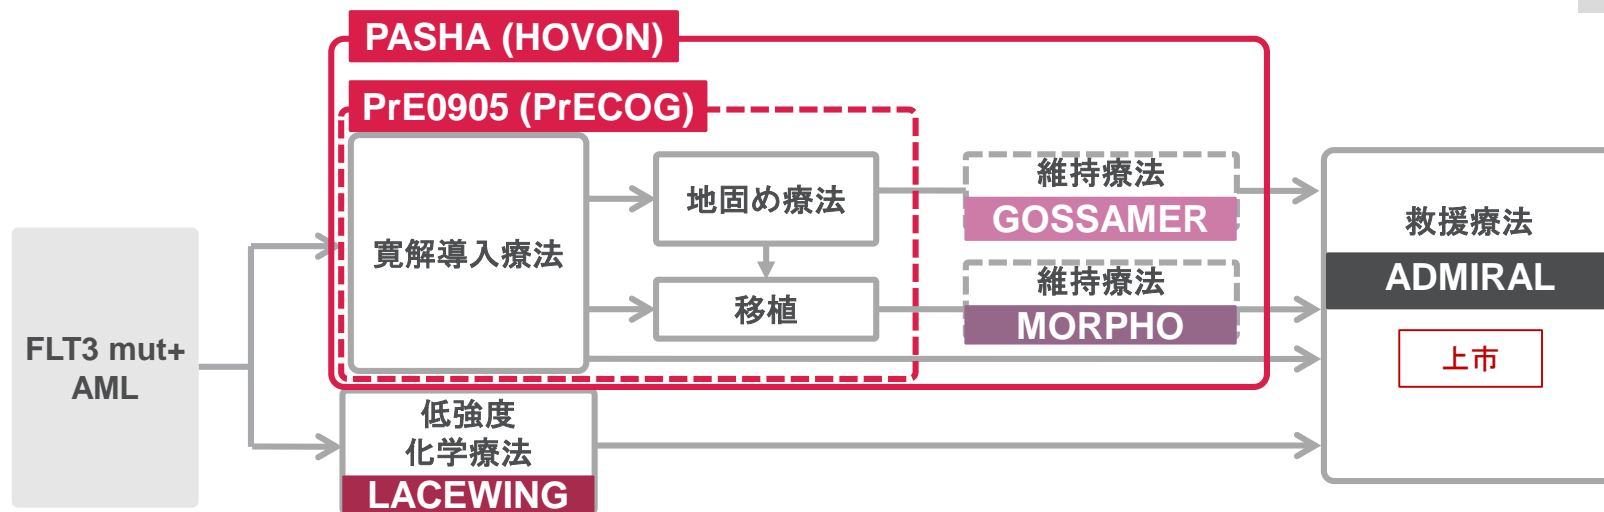 PASHA (HOVON)
PrE0905 (PrECOG)
FLT3 mut+
AML
寛解導入療法
地固め療法
移植
維持療法
GOSSAMER
維持療法
MORPHO
低強度
化学療法
LACEWING
救援療法
ADMIRAL
上市